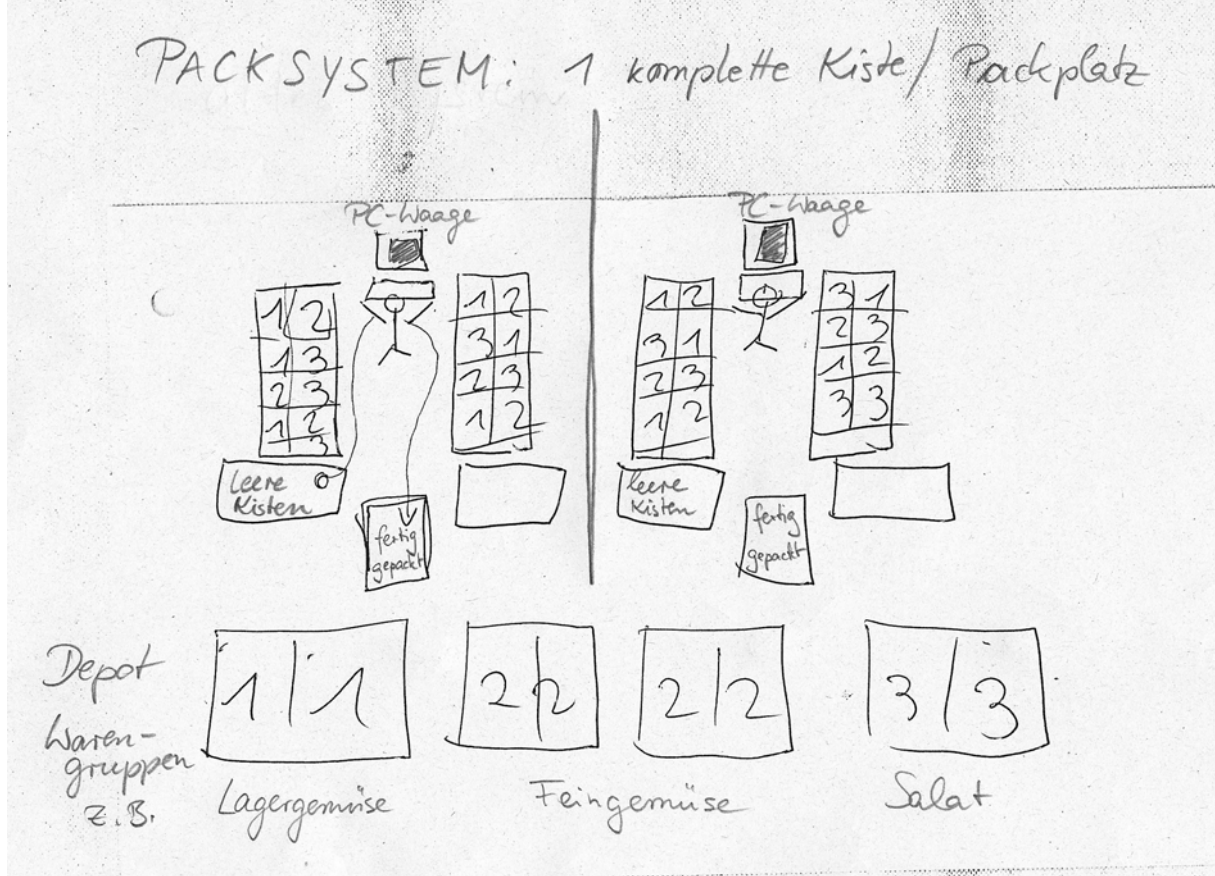 PACKSYSTEM: 1 komplette Kiste/Packplatz
PC-Waage
PC-Waage
1 2
1 3
2 3
1 2
3
1 2
3 1
2 3
1 2
1 2
3 1
2 3
1 2
3 1
2 3
1 2
3 3
leere
Kisten
fertig
gepackt
leere
Kisten
fertig
gepackt
Depot
1 1
2 2
2 2
3 3
Waren-
gruppen
z.B.
Lagergemüse
Feingemüse
Salat